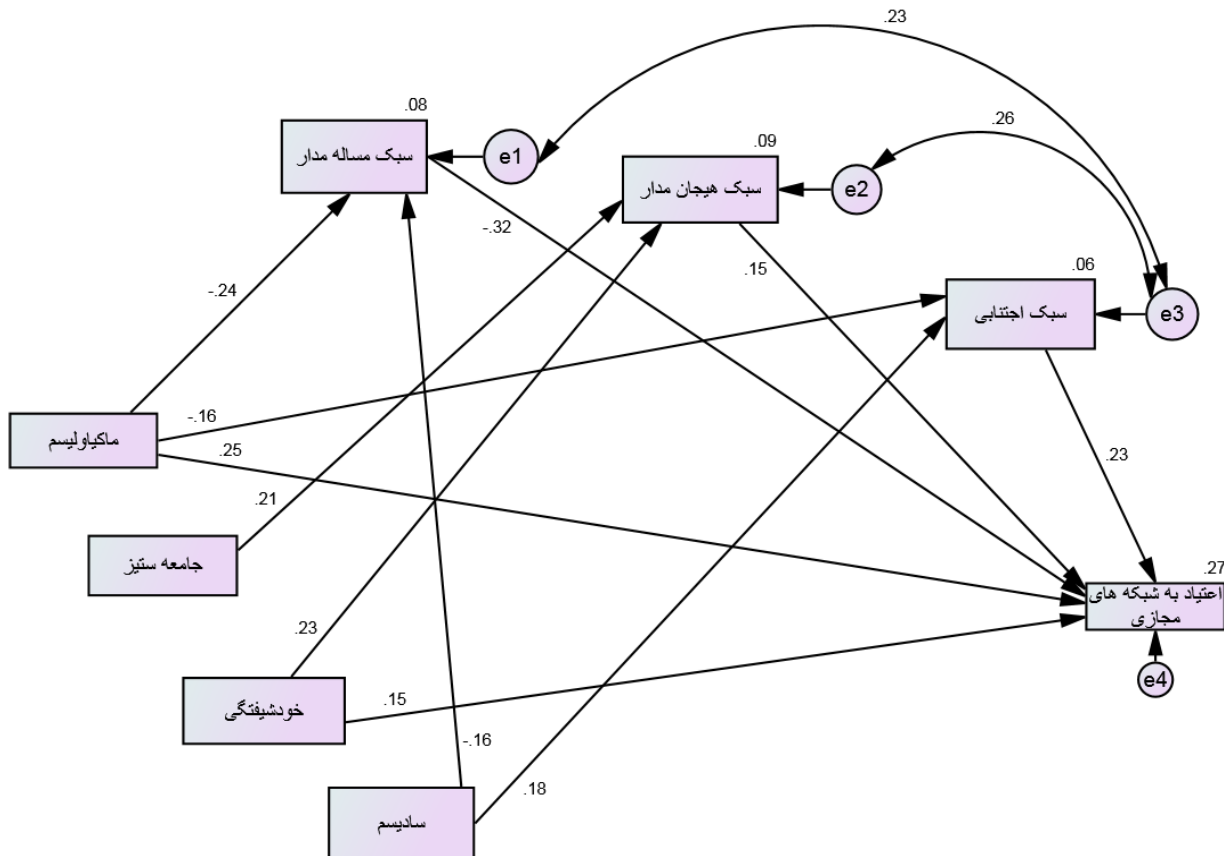 .23
.08
سبک مساله مدار
e1
.26
.09
سبک هیجان مدار
e2
-.32
.15
.06
سبک اجتنابی
e3
-.24
ماکیاولیسم
-.16
.25
.23
.21
جامعه ستیز
.27
اعتیاد به شبکه های
مجازی
e4
.23
خودشیفتگی
.15
-.16
سادیسم
.18